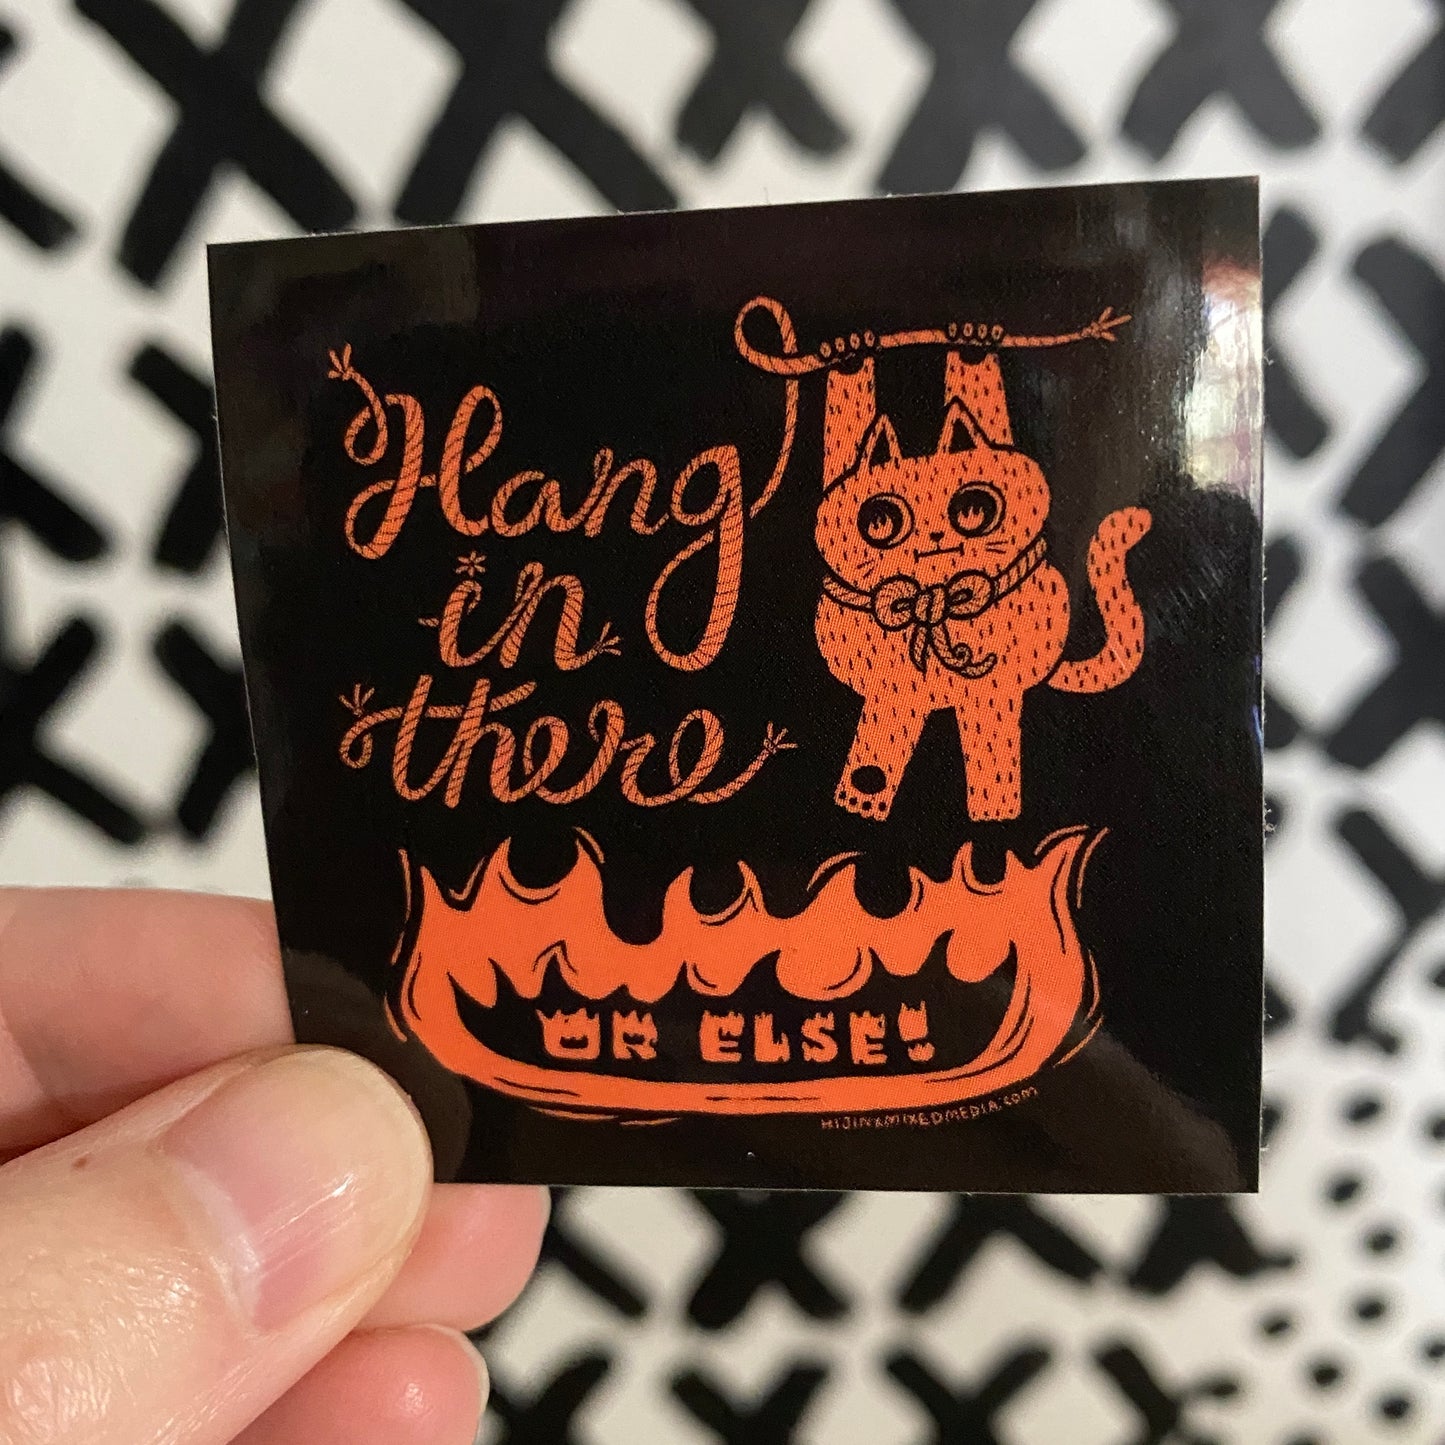 Hang
in
there
OR ELSE!
HIJINXMIXEDMEDIA.COM